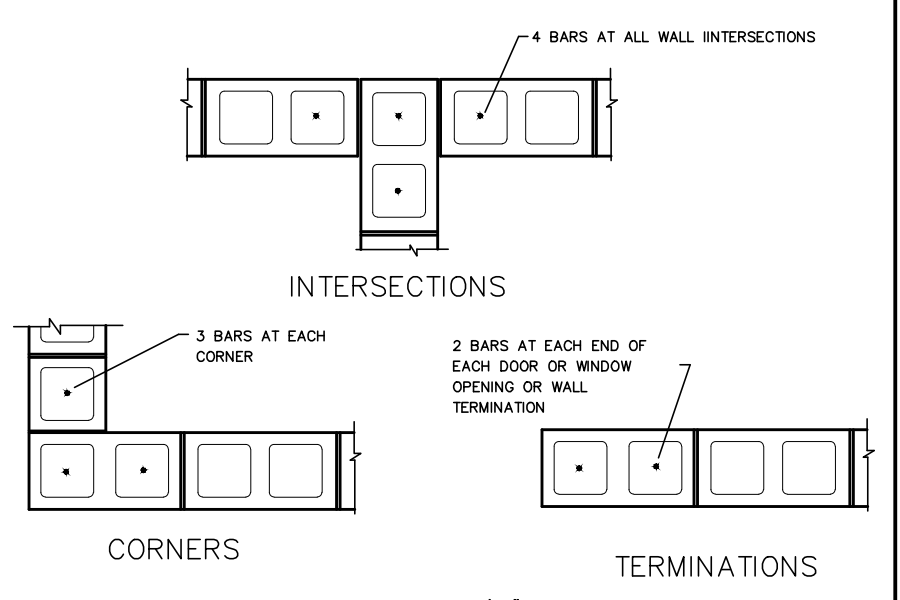 4 BARS AT ALL WALL IINTERSECTIONS
INTERSECTIONS
3 BARS AT EACH
CORNER
2 BARS AT EACH END OF
EACH DOOR OR WINDOW
OPENING OR WALL
TERMINATION
CORNERS
TERMINATIONS